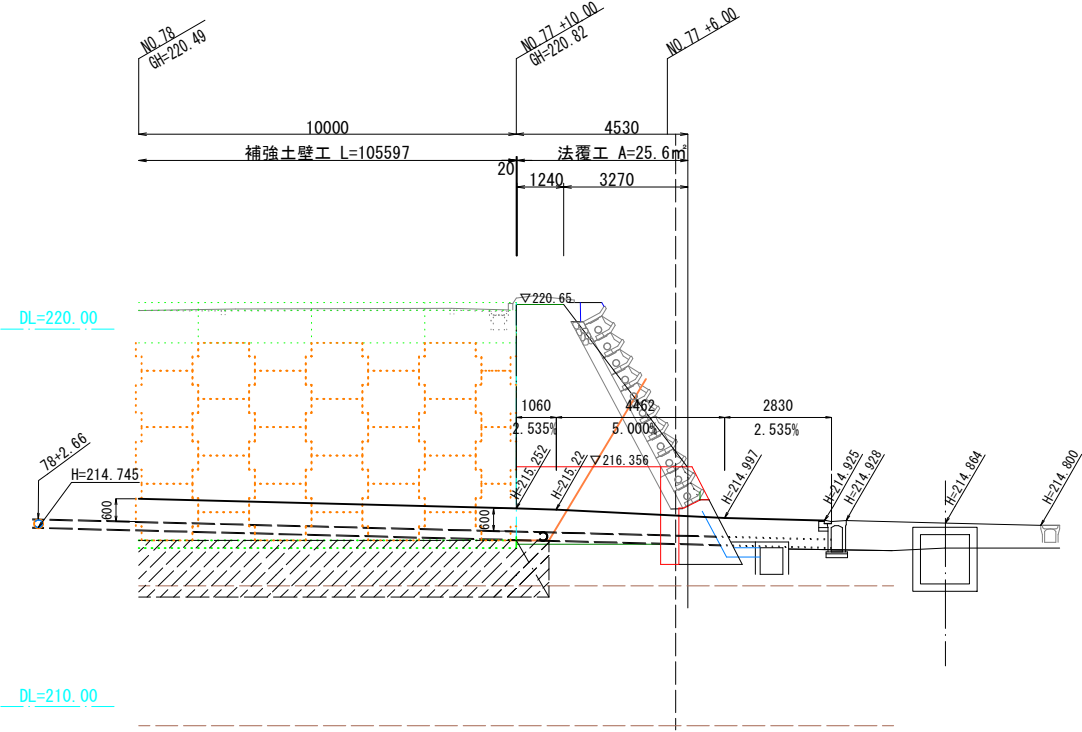 NO.78
GH=220.49
NO.77 +10.00
GH=220.82
NO.77 +6.00
10000
4530
補強土壁工 L=105597
法覆工 A=25.6㎡
20
1240
3270
▽220.65
DL=220.00
1060
4462
2830
2.535%
5.000%
2.535%
78+2.66
H=214.745
▽216.356
H=215.252
H=215.22
H=214.997
H=214.925
H=214.928
H=214.864
H=214.800
600
600
DL=210.00